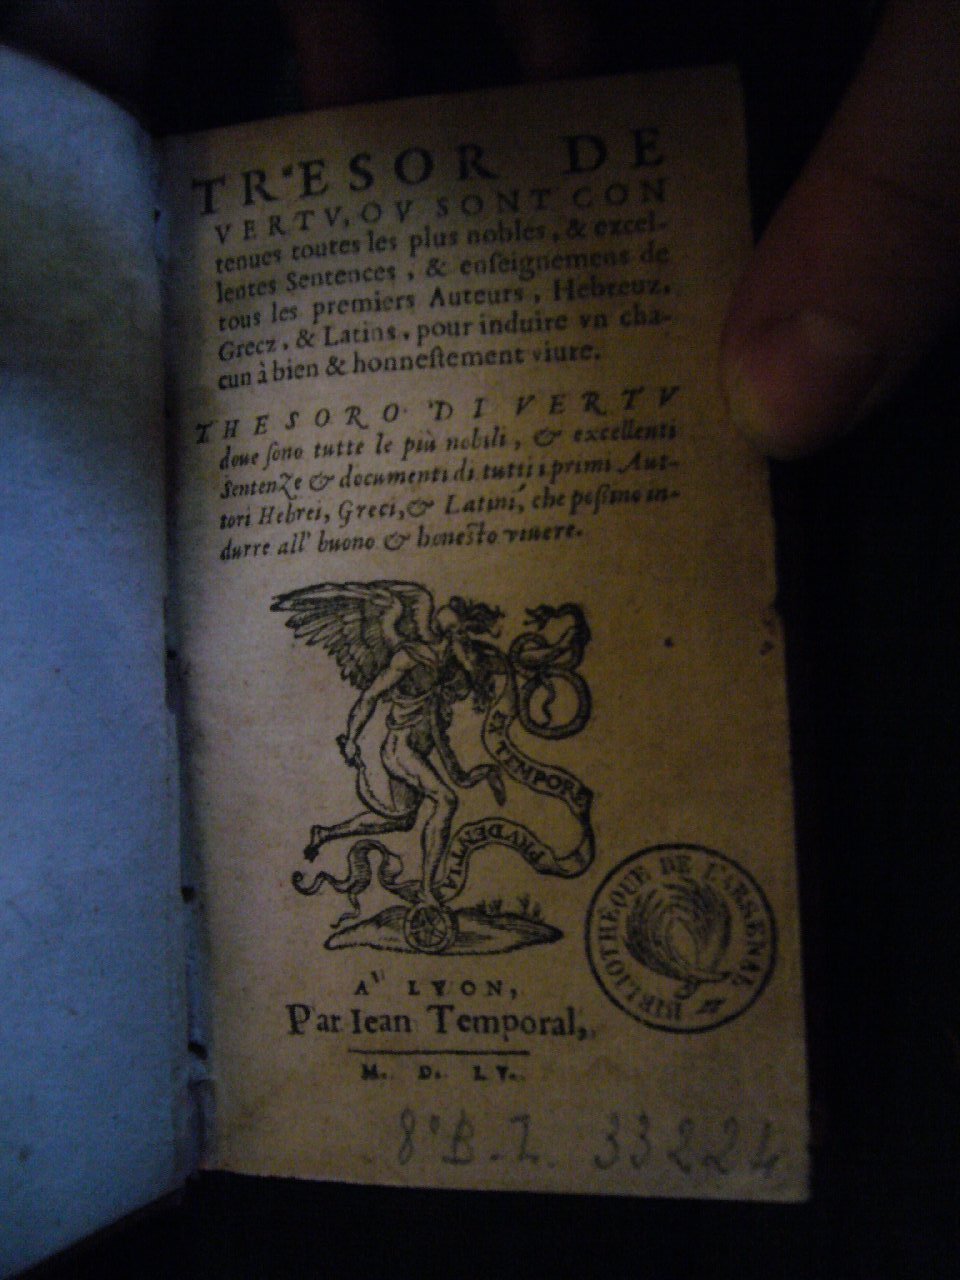 TRESOR DE
VERTV, OV SONT CON
tenues toutes les plus nobles, & excel-
lentes Sentences, & enſeignemens de
tous les premiers Auteurs, Hebreuz,
Grecz, & Latins, pour induire vn cha-
cun à bien & honneſtement viure.
THESORO DI VERTV
doue ſono tutte le più nobili, & excellenti
Sentenze & documenti di tutti i primi Aut-
tori Hebrei, Greci, & Latini, che poſſino in-
durre all' buono & honeſto viuere.
EX TEMPORE
PRVDENTIA
A LYON,
Par Iean Temporal,
M. D. LV.
BIBLIOTHÈQUE DE L'ARSENAL
8° B. L. 33224